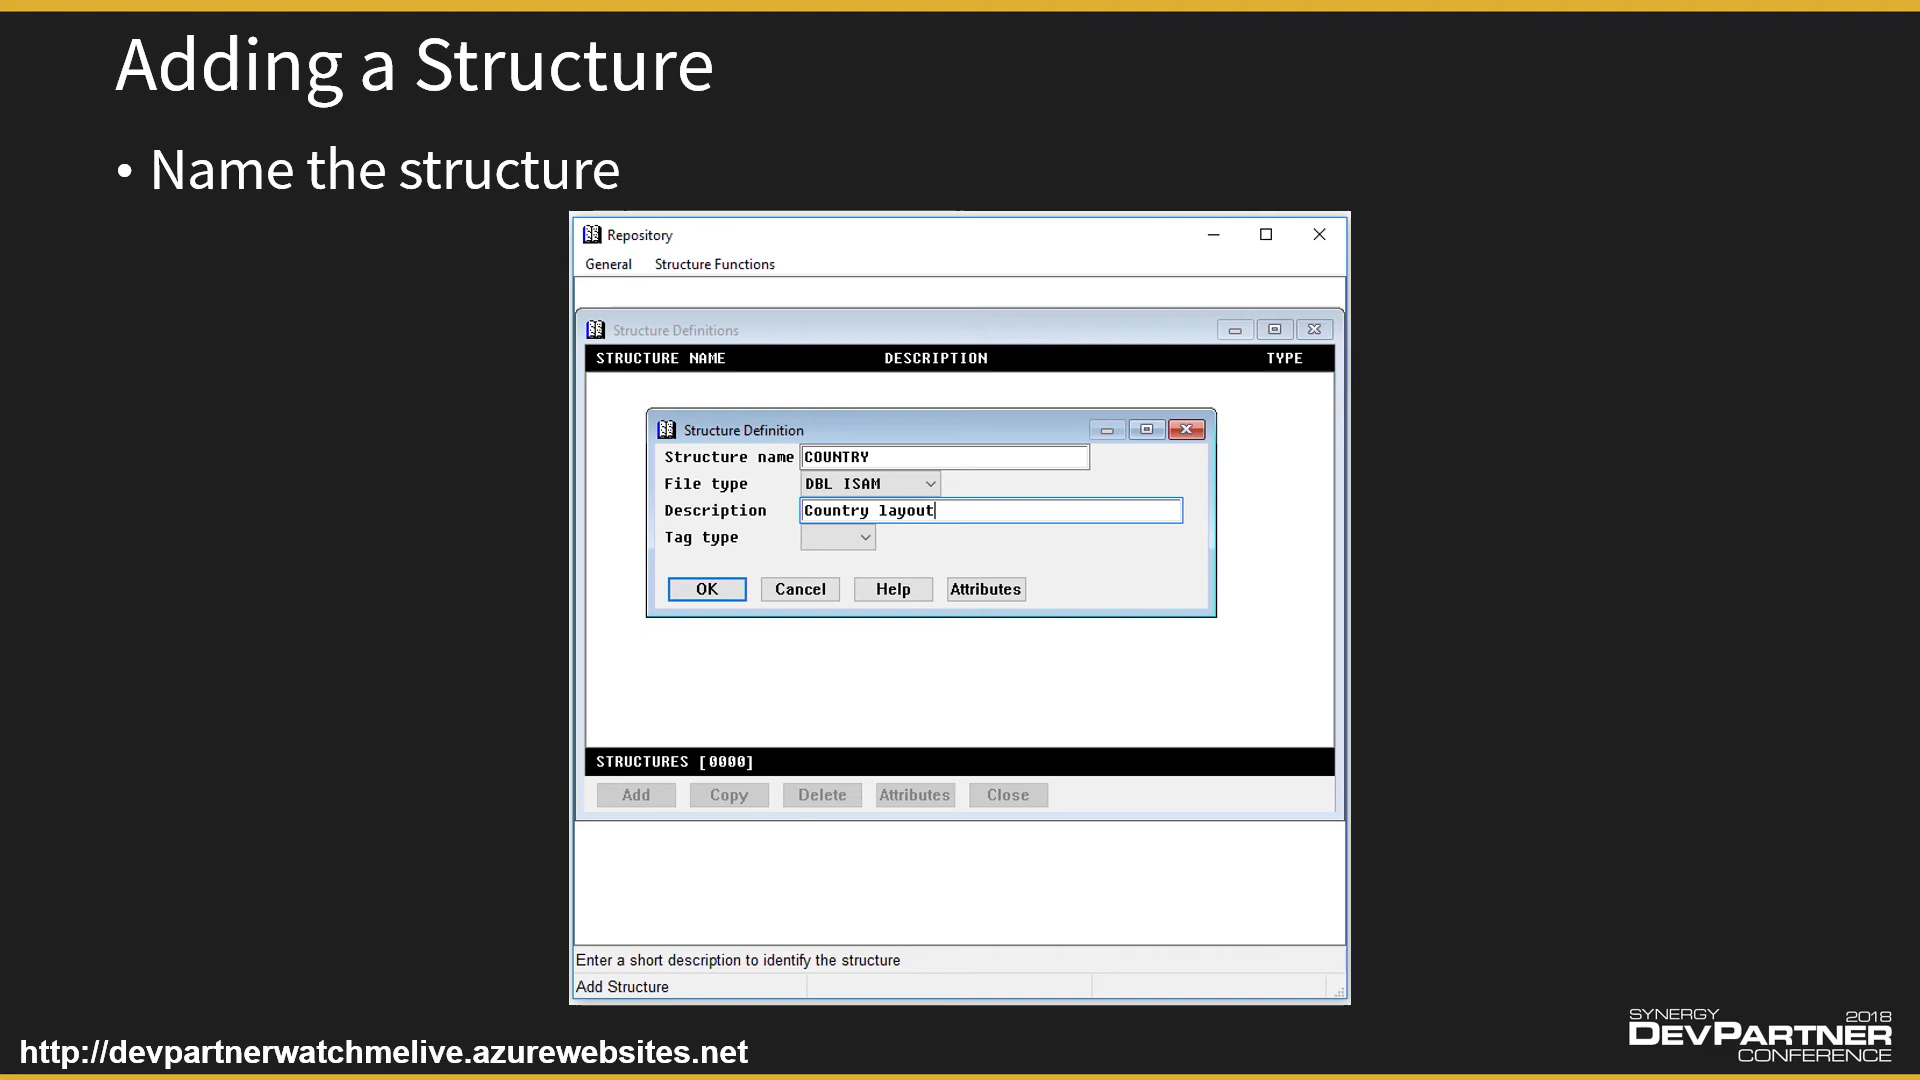 Adding a Structure
• Name the structure
Repository
General Structure Functions
Structure Definitions
STRUCTURE NAME DESCRIPTION TYPE
Structure Definition
Structure name COUNTRY
File type DBL ISAM
Description Country layout
Tag type
OK Cancel Help Attributes
STRUCTURES [0000]
Add Copy Delete Attributes Close
Enter a short description to identify the structure
Add Structure
http://devpartnerwatchmelive.azurewebsites.net
SYNERGY 2018
DEVPARTNER
CONFERENCE